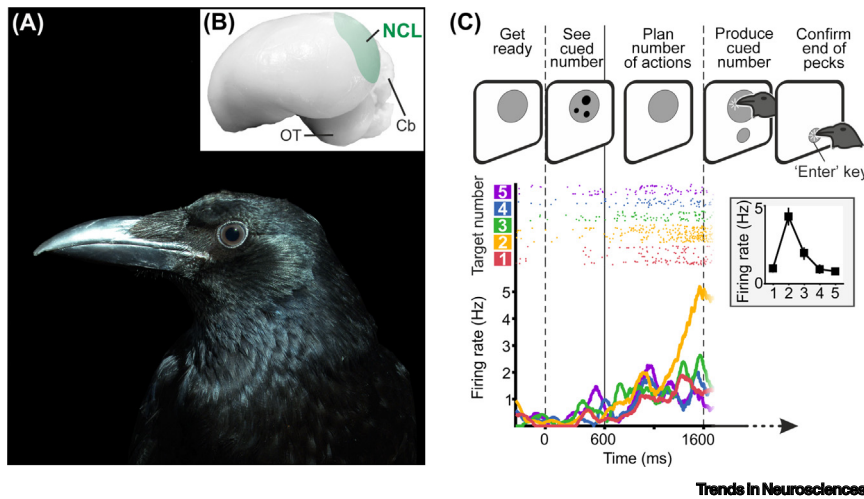 (A)
(B)
NCL
OT
Cb
(C)
Get
ready
See
cued
number
Plan
number
of actions
Produce
cued
number
Confirm
end of
pecks
'Enter' key
Target number
5
4
3
2
1
Firing rate (Hz)
5
4
3
2
1
0
600
1600
Time (ms)
Firing rate (Hz)
5
0
1 2 3 4 5
Trends in Neurosciences